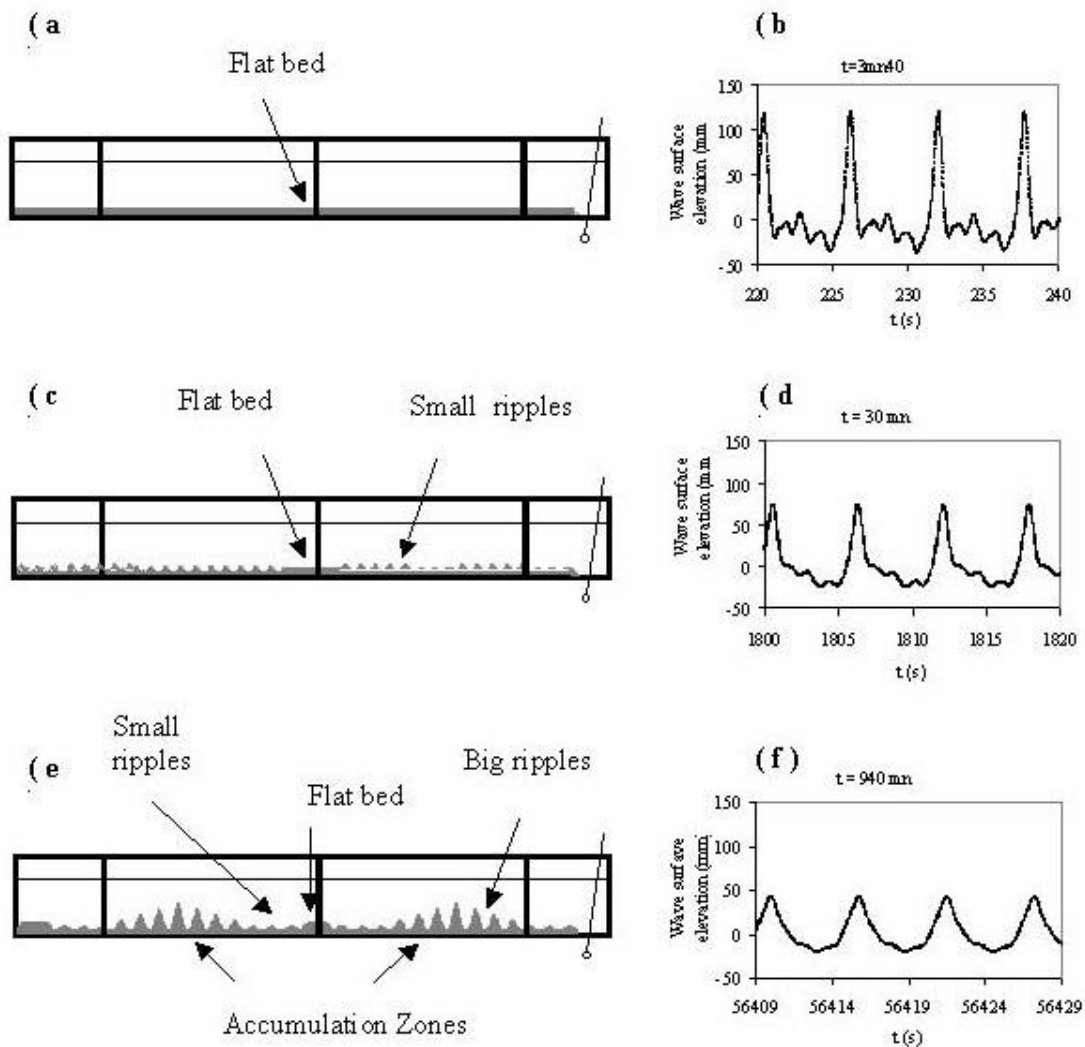 ( a
Flat bed
( b
t=3mn40
Wave surface
elevation (mm
150
100
50
0
-50
220 225 230 235 240
t (s)
( c
Flat bed
Small ripples
( d
t = 30 mn
Wave surface
elevation (mm
150
100
50
0
-50
1800 1805 1810 1815 1820
t (s)
( e
Small
ripples
Flat bed
Big ripples
Accumulation Zones
( f )
t = 940 mn
Wave surfave
elevation (mm)
150
100
50
0
-50
56409 56414 56419 56424 56429
t (s)